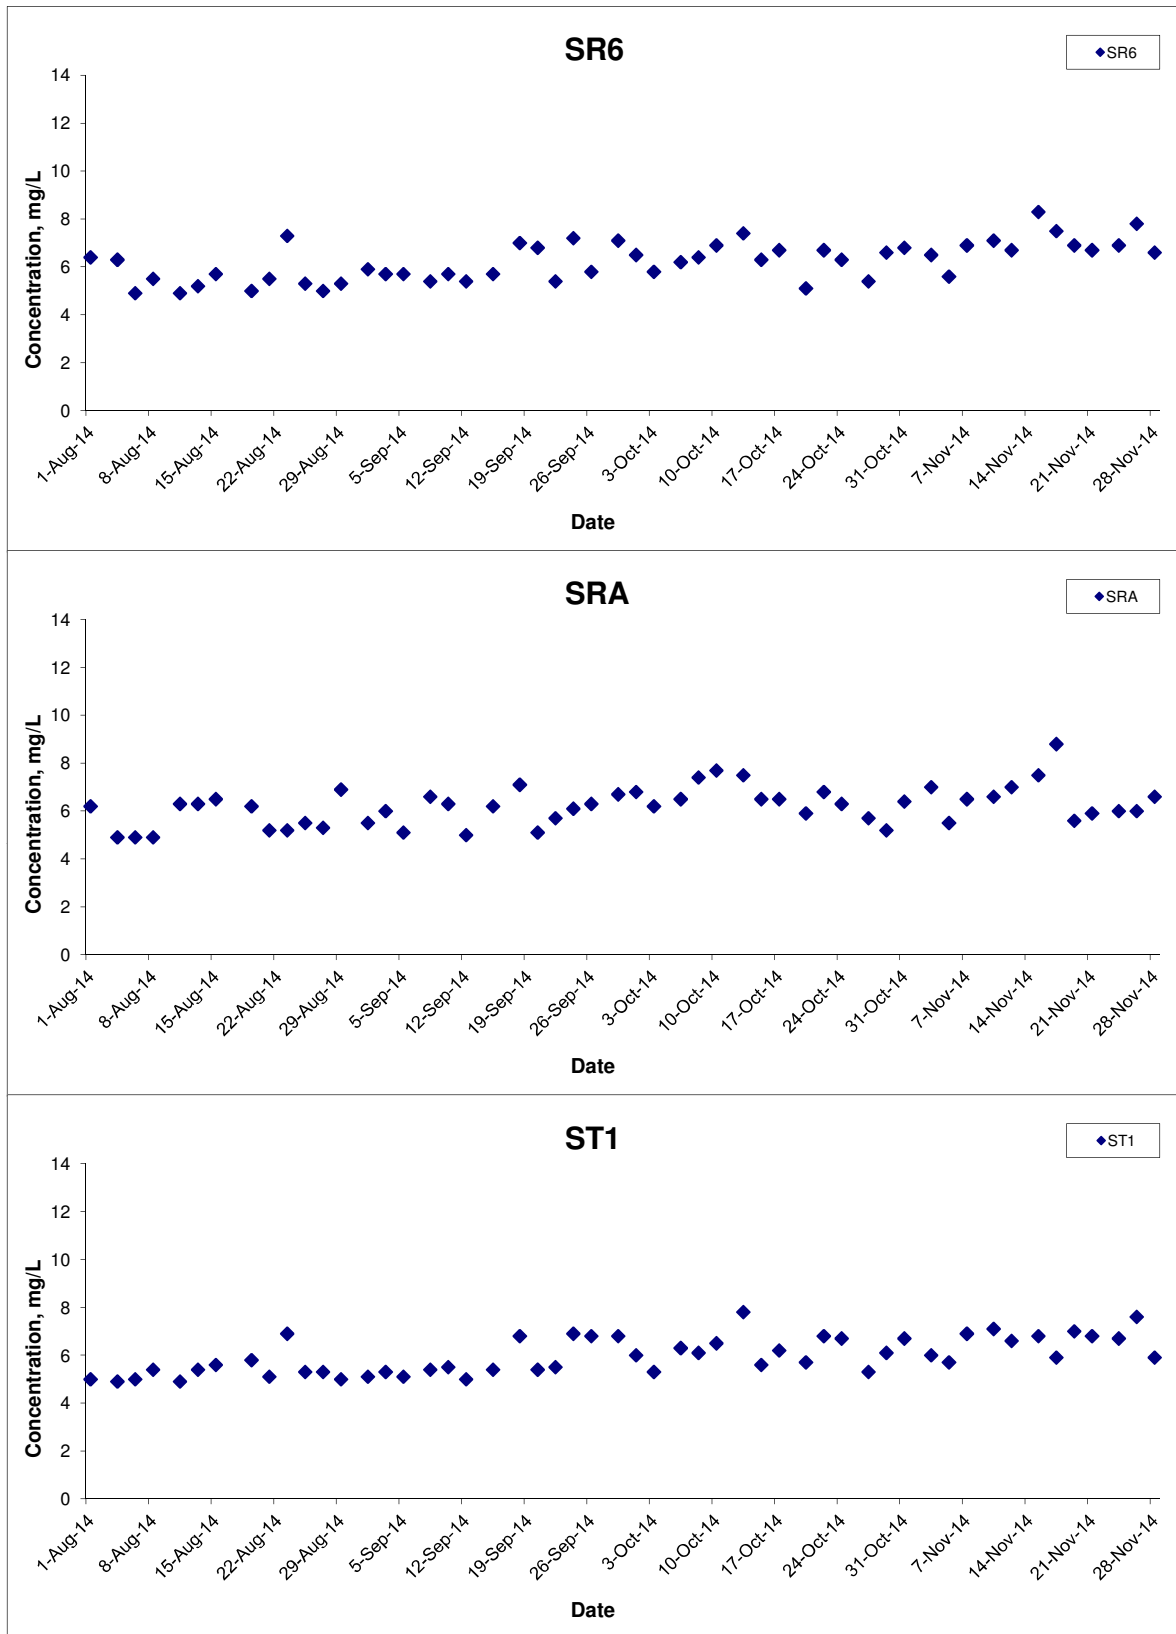 SR6
SR6
Concentration, mg/L
14
12
10
8
6
4
2
0
1-Aug-14 8-Aug-14 15-Aug-14 22-Aug-14 29-Aug-14 5-Sep-14 12-Sep-14 19-Sep-14 26-Sep-14 3-Oct-14 10-Oct-14 17-Oct-14 24-Oct-14 31-Oct-14 7-Nov-14 14-Nov-14 21-Nov-14 28-Nov-14
Date
SRA
SRA
Concentration, mg/L
14
12
10
8
6
4
2
0
1-Aug-14 8-Aug-14 15-Aug-14 22-Aug-14 29-Aug-14 5-Sep-14 12-Sep-14 19-Sep-14 26-Sep-14 3-Oct-14 10-Oct-14 17-Oct-14 24-Oct-14 31-Oct-14 7-Nov-14 14-Nov-14 21-Nov-14 28-Nov-14
Date
ST1
ST1
Concentration, mg/L
14
12
10
8
6
4
2
0
1-Aug-14 8-Aug-14 15-Aug-14 22-Aug-14 29-Aug-14 5-Sep-14 12-Sep-14 19-Sep-14 26-Sep-14 3-Oct-14 10-Oct-14 17-Oct-14 24-Oct-14 31-Oct-14 7-Nov-14 14-Nov-14 21-Nov-14 28-Nov-14
Date